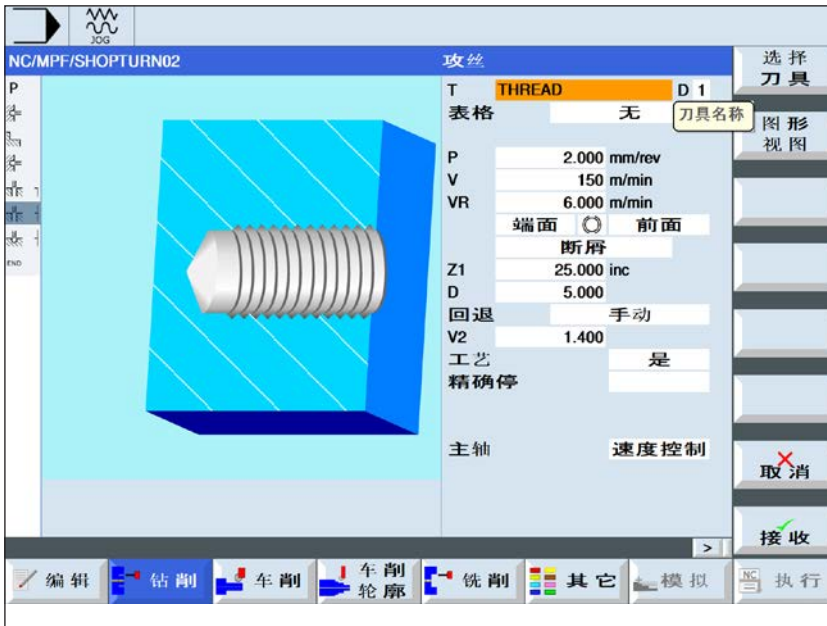 JOG
NC/MPF/SHOPTURN02
攻丝
选择
刀具
P
T THREAD D 1
刀具名称
表格 无
图形
视图
P 2.000 mm/rev
V 150 m/min
VR 6.000 m/min
端面 前面
断屑
Z1 25.000 inc
D 5.000
回退 手动
V2 1.400
工艺 是
精确停
END
主轴 速度控制
取消
接收
>
编辑
钻削
车削
车削
轮廓
铣削
其它
模拟
NC
执行